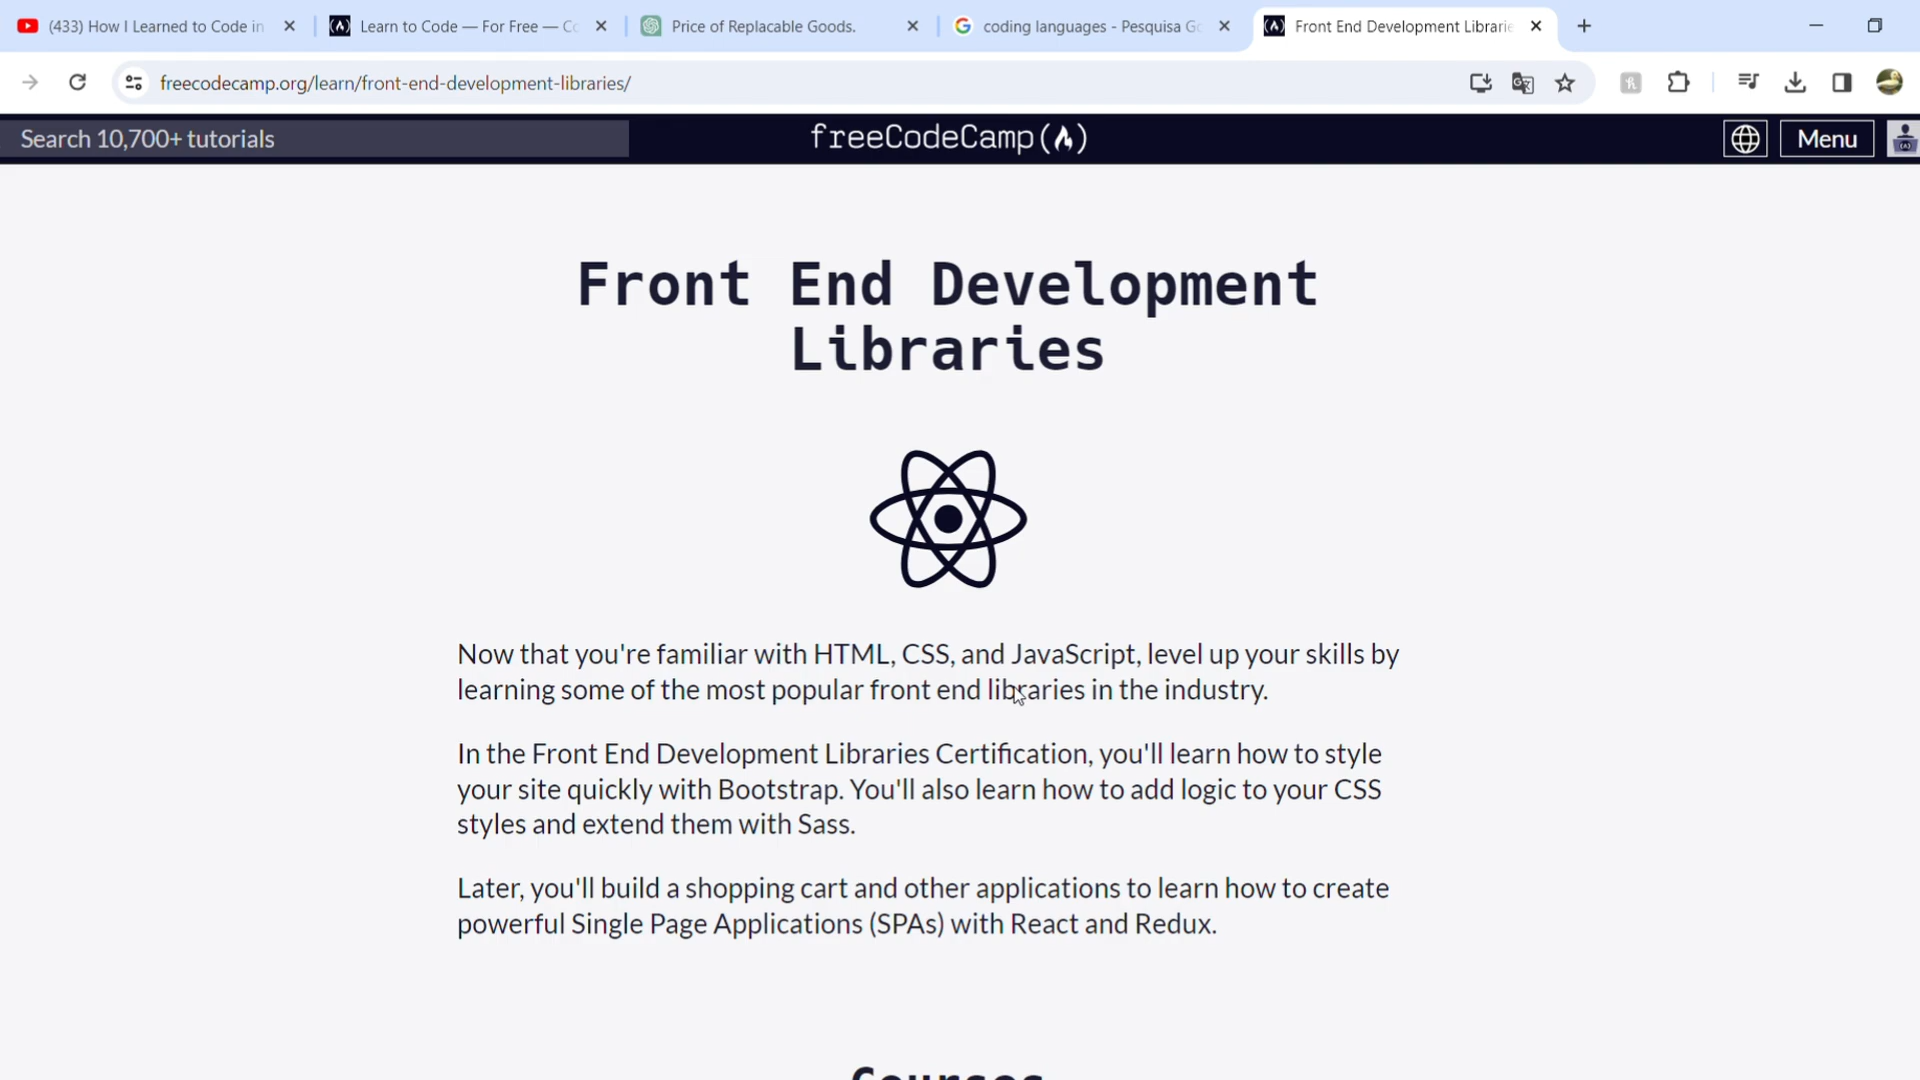 (433) How I Learned to Code in
Learn to Code — For Free — Co
Price of Replacable Goods.
coding languages - Pesquisa Go
Front End Development Librarie
freecodecamp.org/learn/front-end-development-libraries/
Search 10,700+ tutorials
freeCodeCamp(🔥)
Menu
Front End Development
Libraries
Now that you're familiar with HTML, CSS, and JavaScript, level up your skills by
learning some of the most popular front end libraries in the industry.
In the Front End Development Libraries Certification, you'll learn how to style
your site quickly with Bootstrap. You'll also learn how to add logic to your CSS
styles and extend them with Sass.
Later, you'll build a shopping cart and other applications to learn how to create
powerful Single Page Applications (SPAs) with React and Redux.
Courses